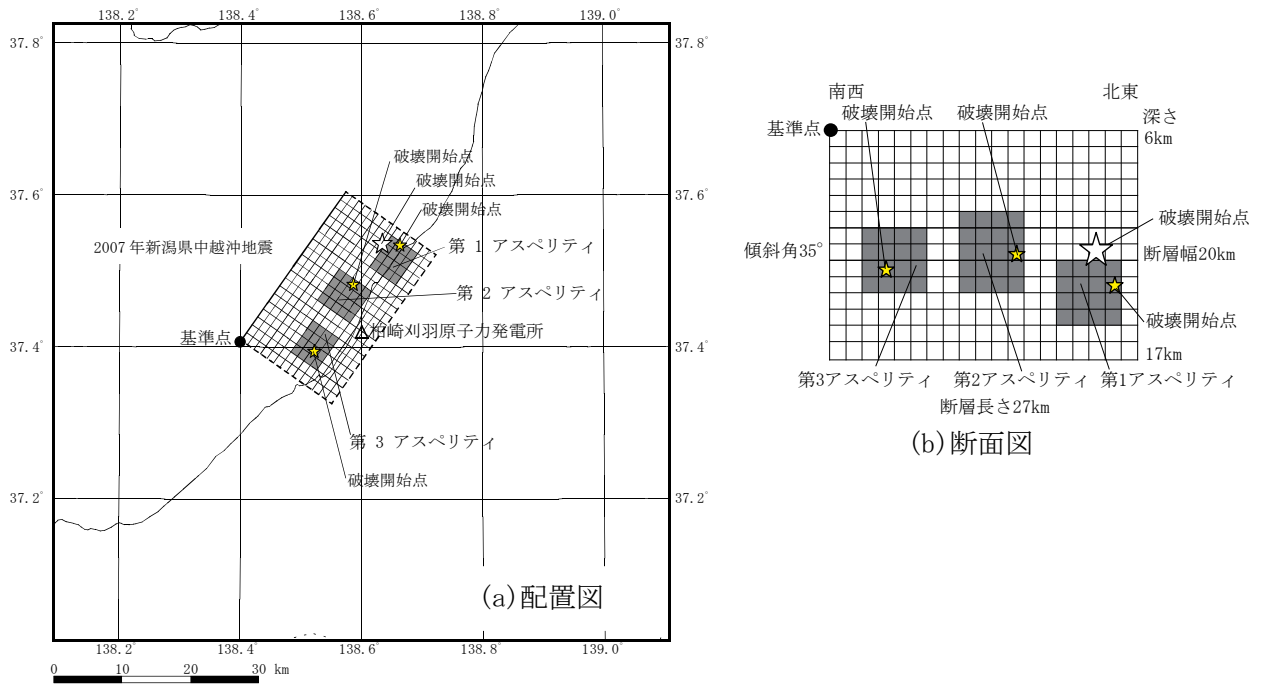 138.2° 138.4° 138.6° 138.8° 139.0°
37.8° 37.8°
破壊開始点
破壊開始点
37.6° 37.6°
破壊開始点
2007年新潟県中越沖地震
第 1 アスペリティ
第 2 アスペリティ
基準点
柏崎刈羽原子力発電所
37.4° 37.4°
第 3 アスペリティ
破壊開始点
37.2° 37.2°
(a)配置図
138.2° 138.4° 138.6° 138.8° 139.0°
0 10 20 30 km
南西 北東
破壊開始点 破壊開始点
深さ
基準点
6km
破壊開始点
傾斜角35°
断層幅20km
破壊開始点
17km
第3アスペリティ 第2アスペリティ 第1アスペリティ
断層長さ27km
(b)断面図